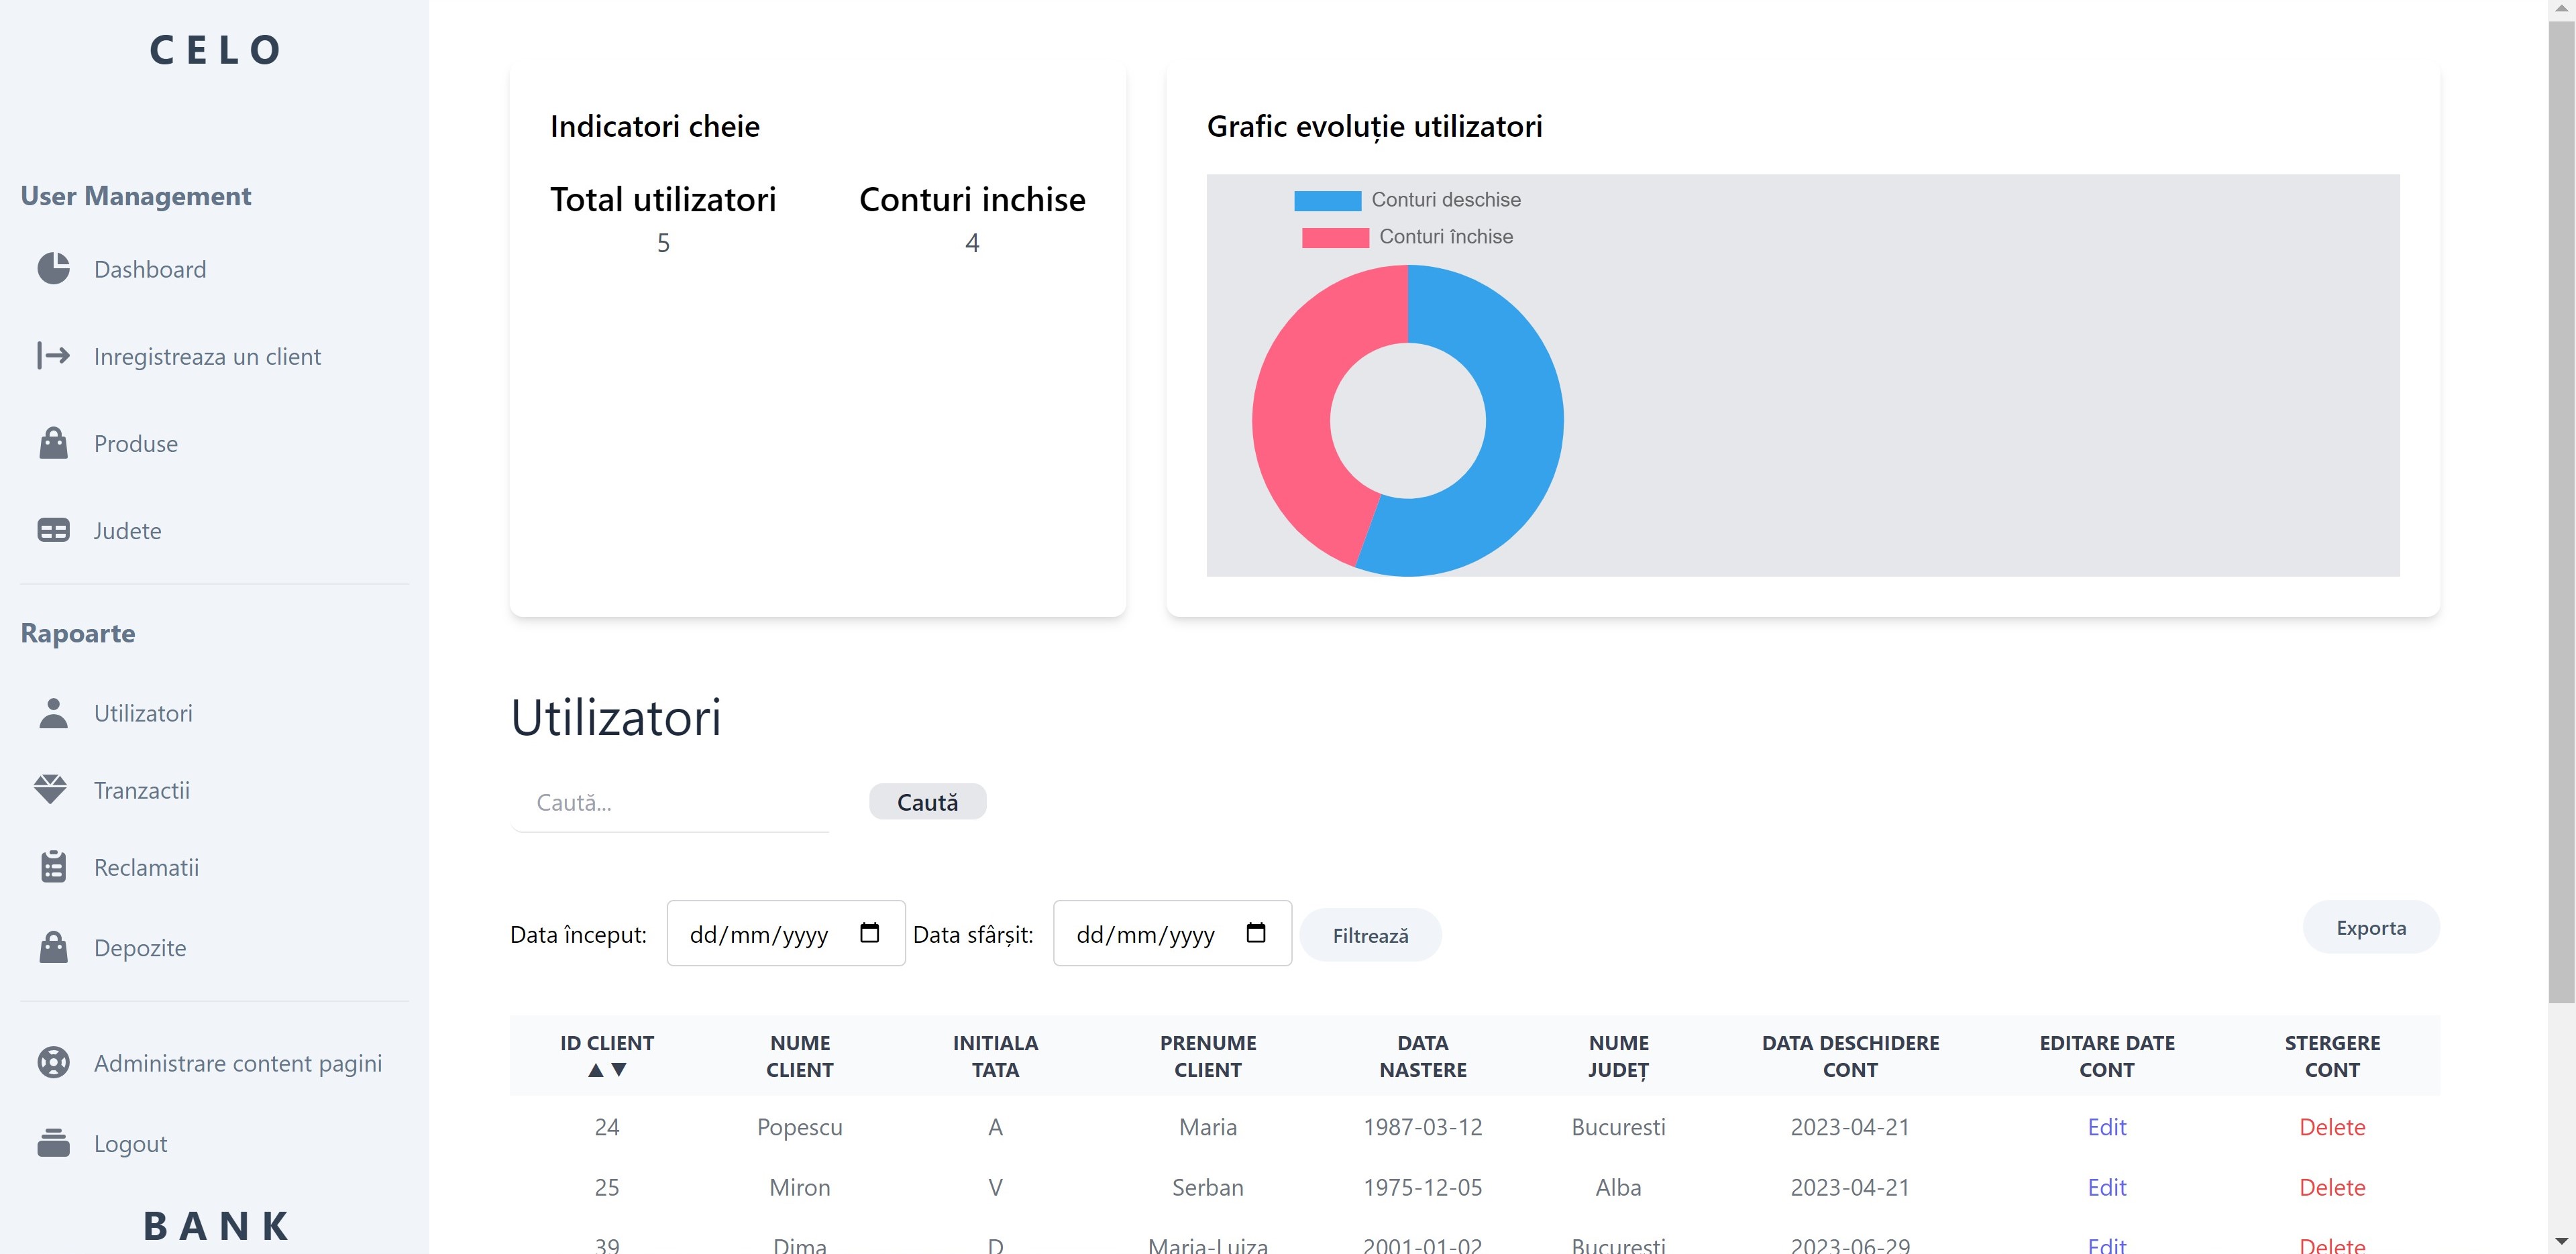 CELO
User Management
Dashboard
Inregistreaza un client
Produse
Judete
Rapoarte
Utilizatori
Tranzactii
Reclamatii
Depozite
Administrare content pagini
Logout
BANK
Indicatori cheie
Total utilizatori Conturi inchise
5 4
Grafic evoluție utilizatori
Conturi deschise
Conturi închise
Utilizatori
Caută... Caută
Data început: dd/mm/yyyy Data sfârșit: dd/mm/yyyy Filtrează Exporta
ID CLIENT NUME INITIALA PRENUME DATA NUME DATA DESCHIDERE EDITARE DATE STERGERE
▲▼ CLIENT TATA CLIENT NASTERE JUDEȚ CONT CONT CONT
24 Popescu A Maria 1987-03-12 Bucuresti 2023-04-21 Edit Delete
25 Miron V Serban 1975-12-05 Alba 2023-04-21 Edit Delete
39 Dima D Maria-Luiza 2001-01-02 Bucuresti 2023-06-29 Edit Delete